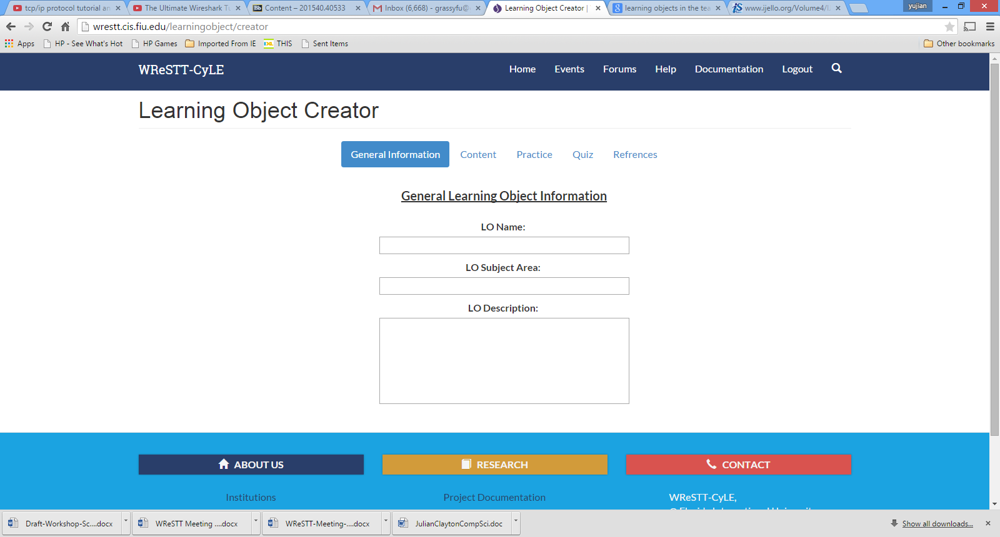 tcp/ip protocol tutorial an
The Ultimate Wireshark Tu
Content – 201540.40533
Inbox (6,668) - grassyfu@
Learning Object Creator |
learning objects in the tea
www.ijello.org/Volume4/
yujian
wrestt.cis.fiu.edu/learningobject/creator
Apps HP - See What's Hot HP Games Imported From IE THIS Sent Items Other bookmarks
WReSTT-CyLE
Home Events Forums Help Documentation Logout
Learning Object Creator
General Information Content Practice Quiz Refrences
General Learning Object Information
LO Name:
LO Subject Area:
LO Description:
ABOUT US RESEARCH CONTACT
Institutions Project Documentation WReSTT-CyLE,
Draft-Workshop-Sc....docx WReSTT Meeting ....docx WReSTT-Meeting-....docx JulianClaytonCompSci.doc Show all downloads...